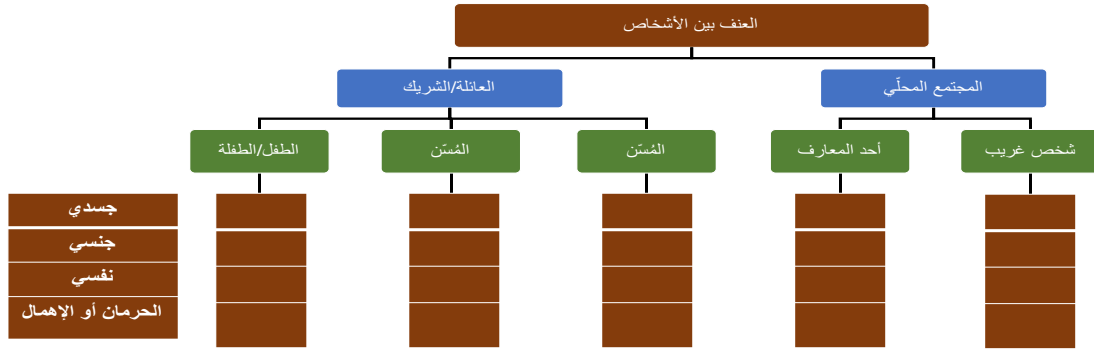 العنف بين الأشخاص
المجتمع المحلّي
العائلة/الشريك
شخص غريب
أحد المعارف
المُسّن
المُسّن
الطفل/الطفلة
جسدي
جنسي
نفسي
الحرمان أو الإهمال